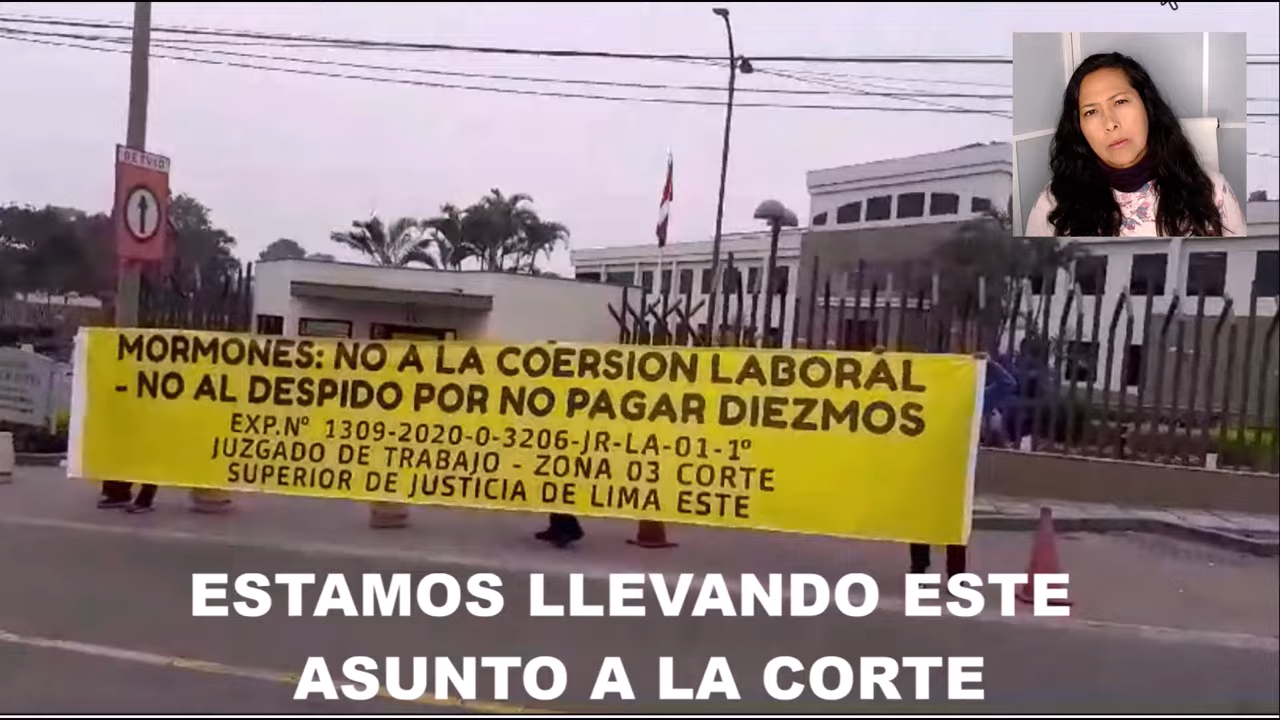 DESVIO
MORMONES: NO A LA COERSION LABORAL
- NO AL DESPIDO POR NO PAGAR DIEZMOS
EXP.Nº 1309-2020-0-3206-JR-LA-01-1º
JUZGADO DE TRABAJO - ZONA 03 CORTE
SUPERIOR DE JUSTICIA DE LIMA ESTE
ESTAMOS LLEVANDO ESTE
ASUNTO A LA CORTE